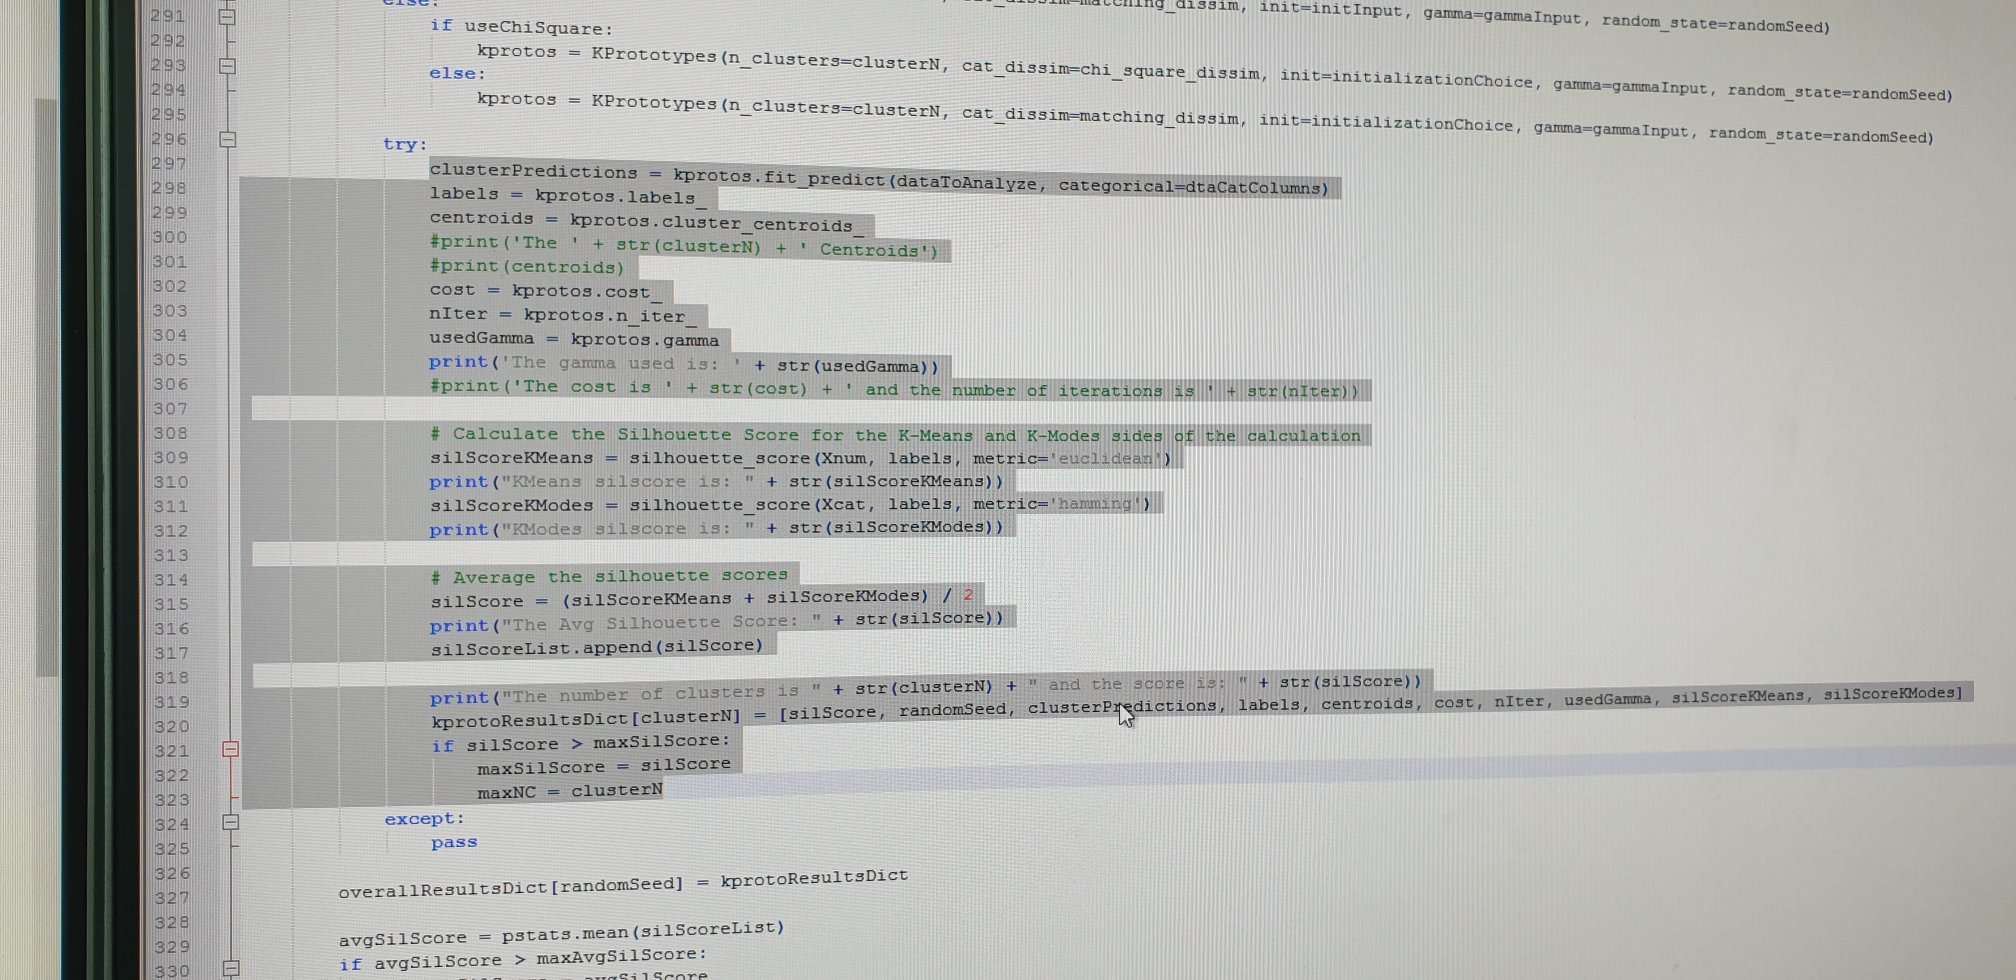 291 else:
292 if useChiSquare: matching_dissim, init=initInput, gamma=gammaInput, random_state=randomSeed)
293 kprotos = KPrototypes(n_clusters=clusterN, cat_dissim=chi_square_dissim, init=initializationChoice, gamma=gammaInput, random_state=randomSeed)
294 else:
295 kprotos = KPrototypes(n_clusters=clusterN, cat_dissim=matching_dissim, init=initializationChoice, gamma=gammaInput, random_state=randomSeed)
296 try:
297 clusterPredictions = kprotos.fit_predict(dataToAnalyze, categorical=dtaCatColumns)
298 labels = kprotos.labels_
299 centroids = kprotos.cluster_centroids_
300 #print('The ' + str(clusterN) + ' Centroids')
301 #print(centroids)
302 cost = kprotos.cost_
303 nIter = kprotos.n_iter_
304 usedGamma = kprotos.gamma
305 print('The gamma used is: ' + str(usedGamma))
306 #print('The cost is ' + str(cost) + ' and the number of iterations is ' + str(nIter))
307
308 # Calculate the Silhouette Score for the K-Means and K-Modes sides of the calculation
309 silScoreKMeans = silhouette_score(Xnum, labels, metric='euclidean')
310 print("KMeans silscore is: " + str(silScoreKMeans))
311 silScoreKModes = silhouette_score(Xcat, labels, metric='hamming')
312 print("KModes silscore is: " + str(silScoreKModes))
313
314 # Average the silhouette scores
315 silScore = (silScoreKMeans + silScoreKModes) / 2
316 print("The Avg Silhouette Score: " + str(silScore))
317 silScoreList.append(silScore)
318
319 print("The number of clusters is " + str(clusterN) + " and the score is: " + str(silScore))
320 kprotoResultsDict[clusterN] = [silScore, randomSeed, clusterPredictions, labels, centroids, cost, nIter, usedGamma, silScoreKMeans, silScoreKModes]
321 if silScore > maxSilScore:
322 maxSilScore = silScore
323 maxNC = clusterN
324 except:
325 pass
326
327 overallResultsDict[randomSeed] = kprotoResultsDict
328
329 avgSilScore = pstats.mean(silScoreList)
330 if avgSilScore > maxAvgSilScore: